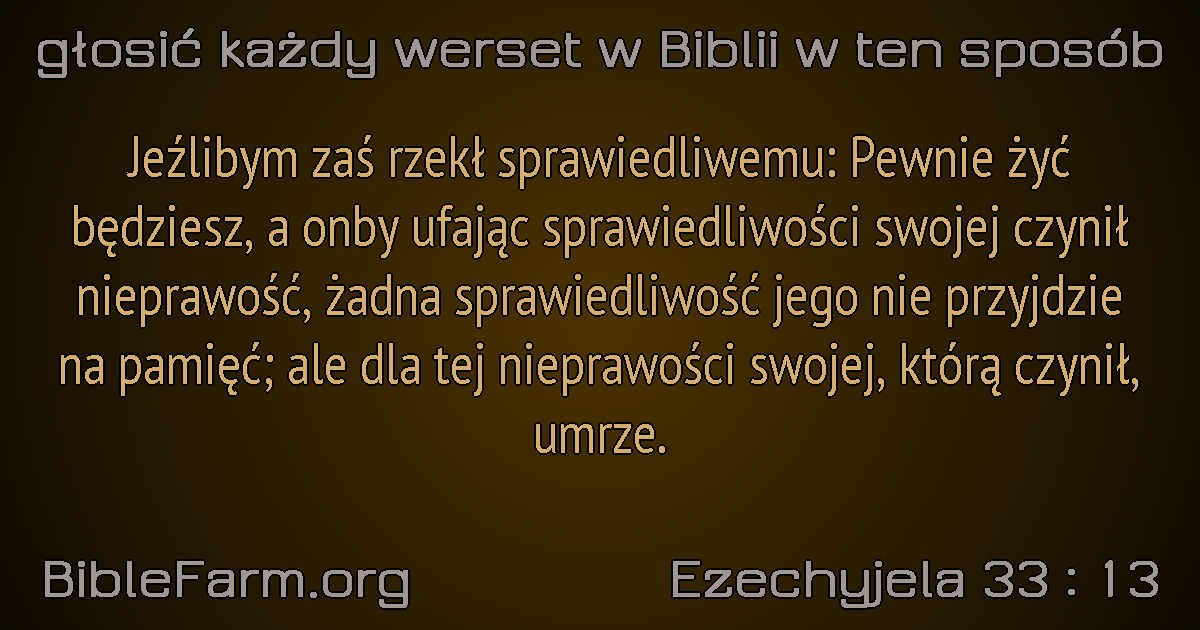 głosić każdy werset w Biblii w ten sposób
Jeźlibym zaś rzekł sprawiedliwemu: Pewnie żyć
będziesz, a onby ufając sprawiedliwości swojej czynił
nieprawość, żadna sprawiedliwość jego nie przyjdzie
na pamięć; ale dla tej nieprawości swojej, którą czynił,
umrze.
BibleFarm.org
Ezechyjela 33 : 13